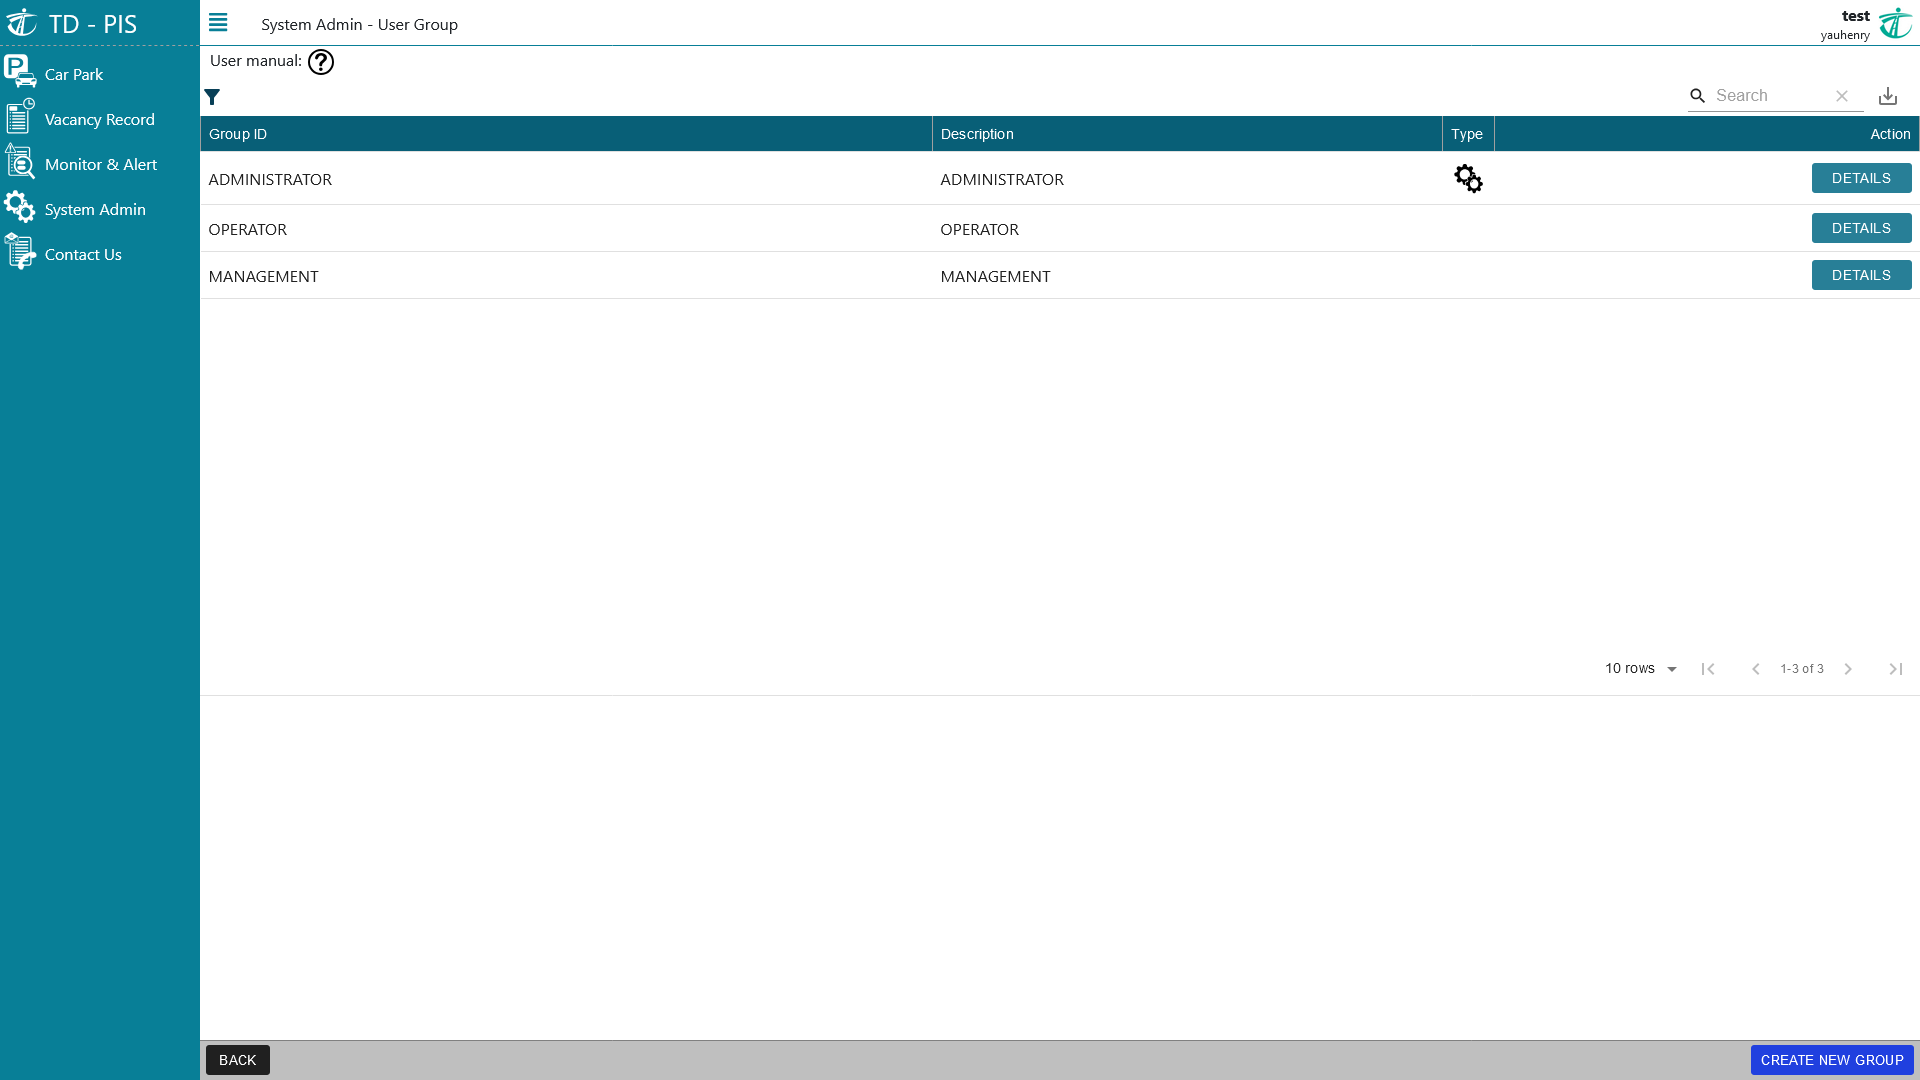 TD - PIS
System Admin - User Group
test
yauhenry
Car Park
Vacancy Record
Monitor & Alert
System Admin
Contact Us
User manual:
Search
Group ID Description Type Action
ADMINISTRATOR ADMINISTRATOR DETAILS
OPERATOR OPERATOR DETAILS
MANAGEMENT MANAGEMENT DETAILS
10 rows 1-3 of 3
BACK CREATE NEW GROUP